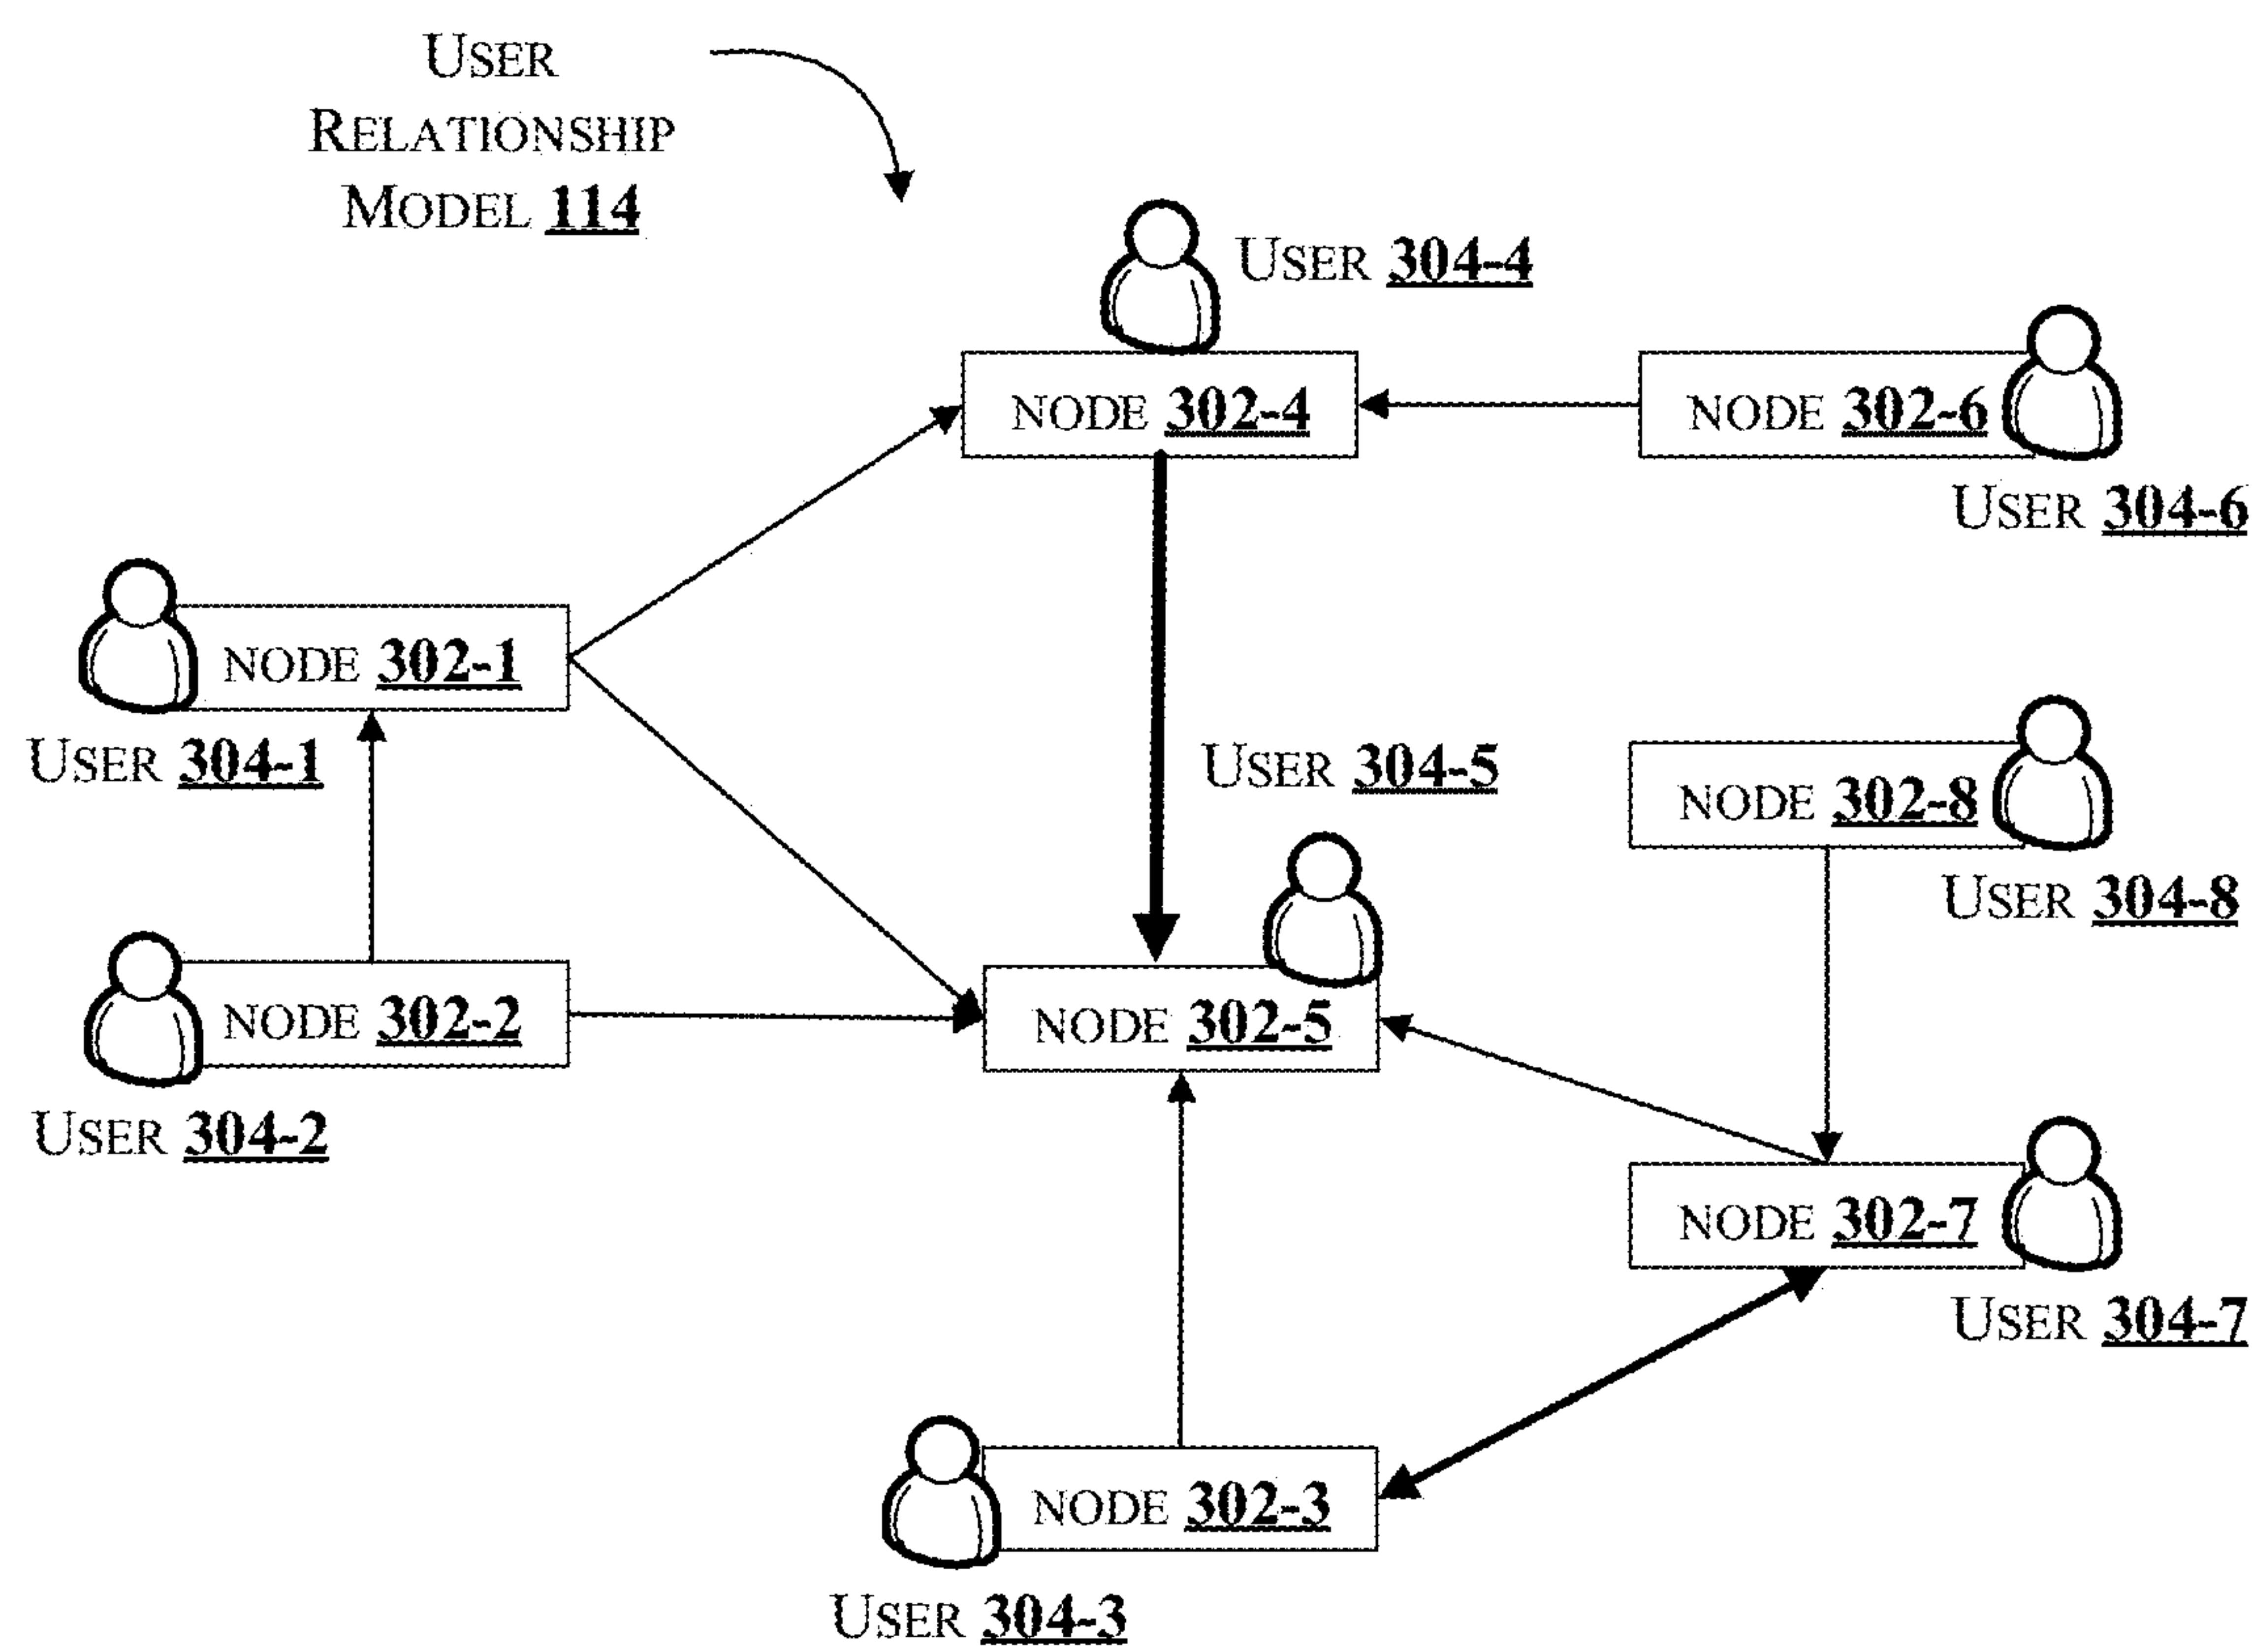 USER
RELATIONSHIP
MODEL 114
USER 304-4
NODE 302-4
NODE 302-6
USER 304-6
NODE 302-1
USER 304-1
USER 304-5
NODE 302-8
USER 304-8
NODE 302-2
NODE 302-5
USER 304-2
NODE 302-7
USER 304-7
NODE 302-3
USER 304-3